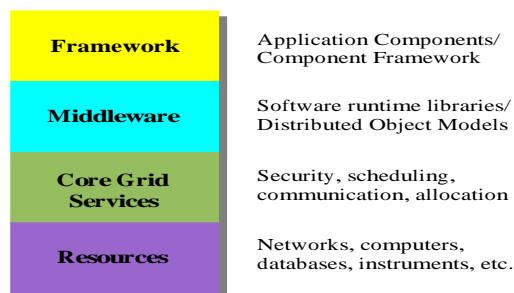 Framework
Application Components/
Component Framework
Middleware
Software runtime libraries/
Distributed Object Models
Core Grid
Services
Security, scheduling,
communication, allocation
Resources
Networks, computers,
databases, instruments, etc.